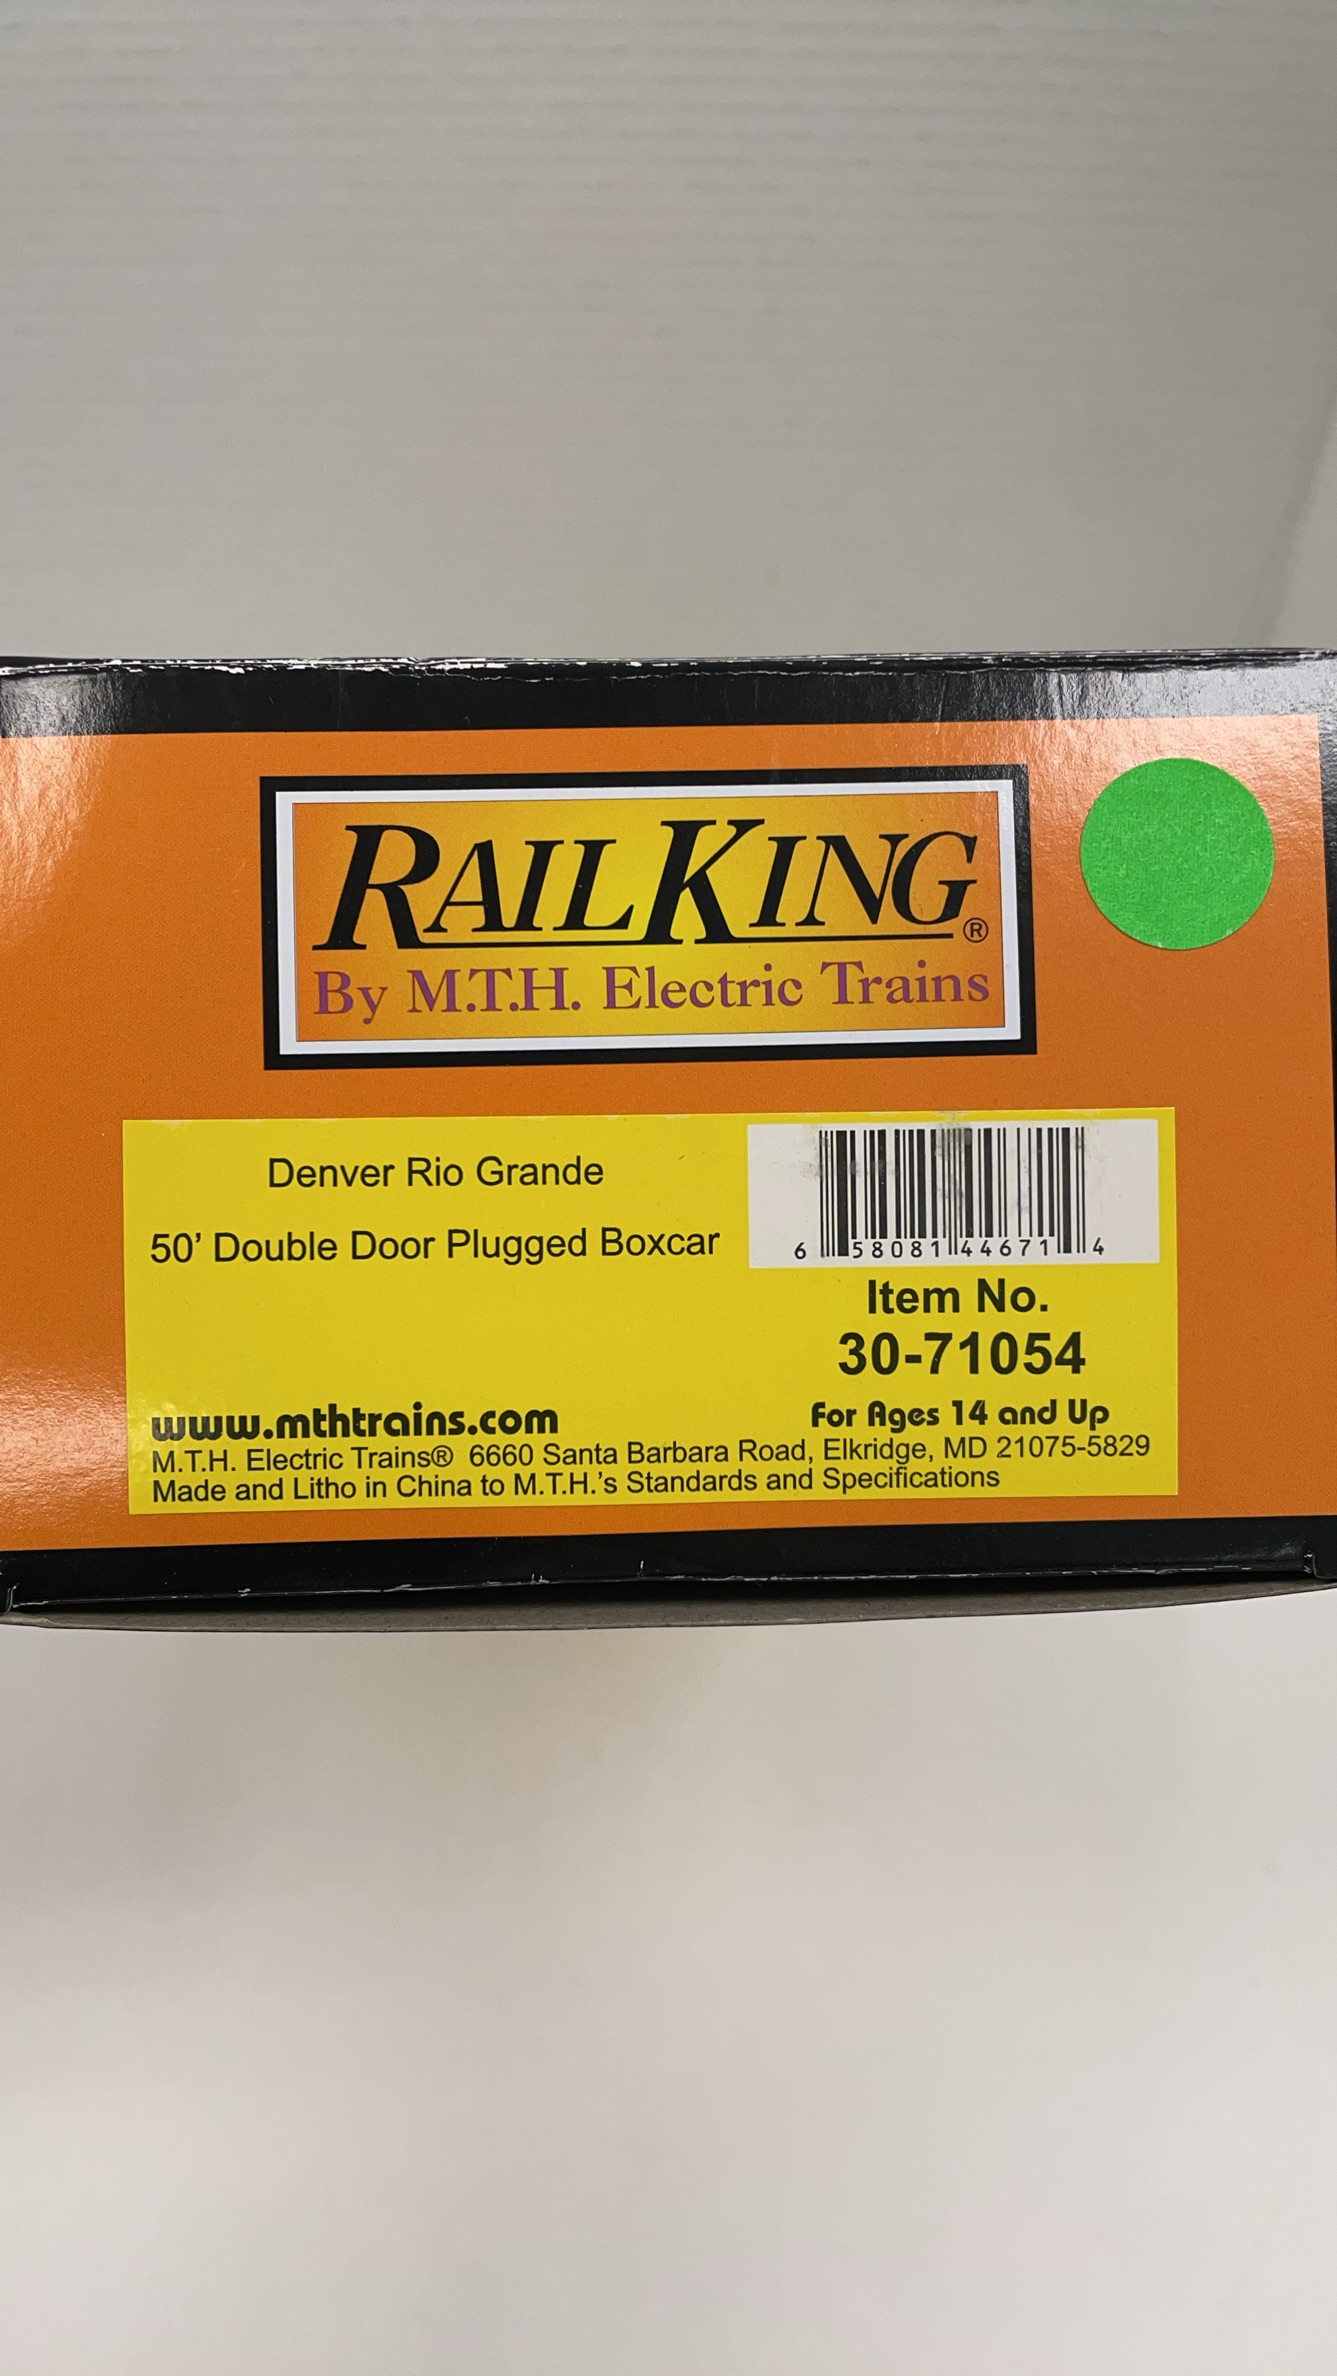 RAILKING®
By M.T.H. Electric Trains
Denver Rio Grande
50’ Double Door Plugged Boxcar
6 58081 44671 4
Item No.
30-71054
www.mthtrains.com
For Ages 14 and Up
M.T.H. Electric Trains® 6660 Santa Barbara Road, Elkridge, MD 21075-5829
Made and Litho in China to M.T.H.’s Standards and Specifications